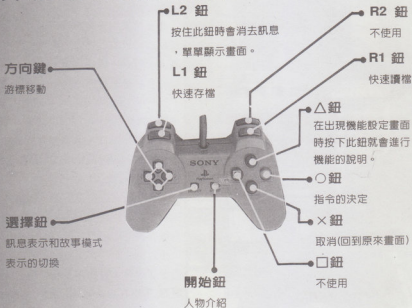 L2 鈕
按住此鈕時會消去訊息
，單單顯示畫面。
L1 鈕
快速存檔
方向鍵
游標移動
選擇鈕
訊息表示和故事模式
表示的切換
SONY
開始鈕
人物介紹
R2 鈕
不使用
R1 鈕
快速讀檔
△鈕
在出現機能設定畫面
時按下此鈕就會進行
機能的說明。
○鈕
指令的決定
×鈕
取消(回到原來畫面)
□鈕
不使用